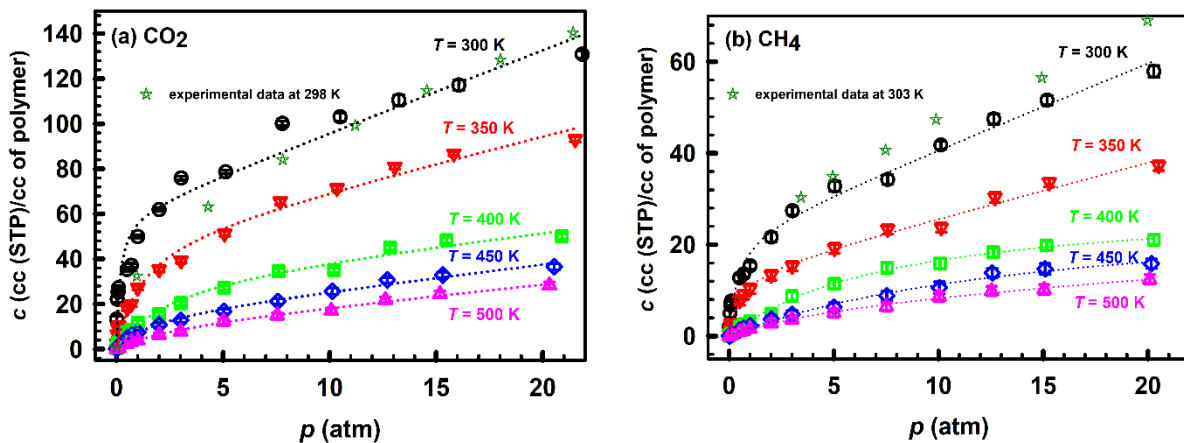 (a) CO2
T = 300 K
experimental data at 298 K
T = 350 K
T = 400 K
T = 450 K
T = 500 K
c (cc (STP)/cc of polymer)
140
120
100
80
60
40
20
0
0 5 10 15 20
p (atm)
(b) CH4
T = 300 K
experimental data at 303 K
T = 350 K
T = 400 K
T = 450 K
T = 500 K
c (cc (STP)/cc of polymer)
60
40
20
0
0 5 10 15 20
p (atm)